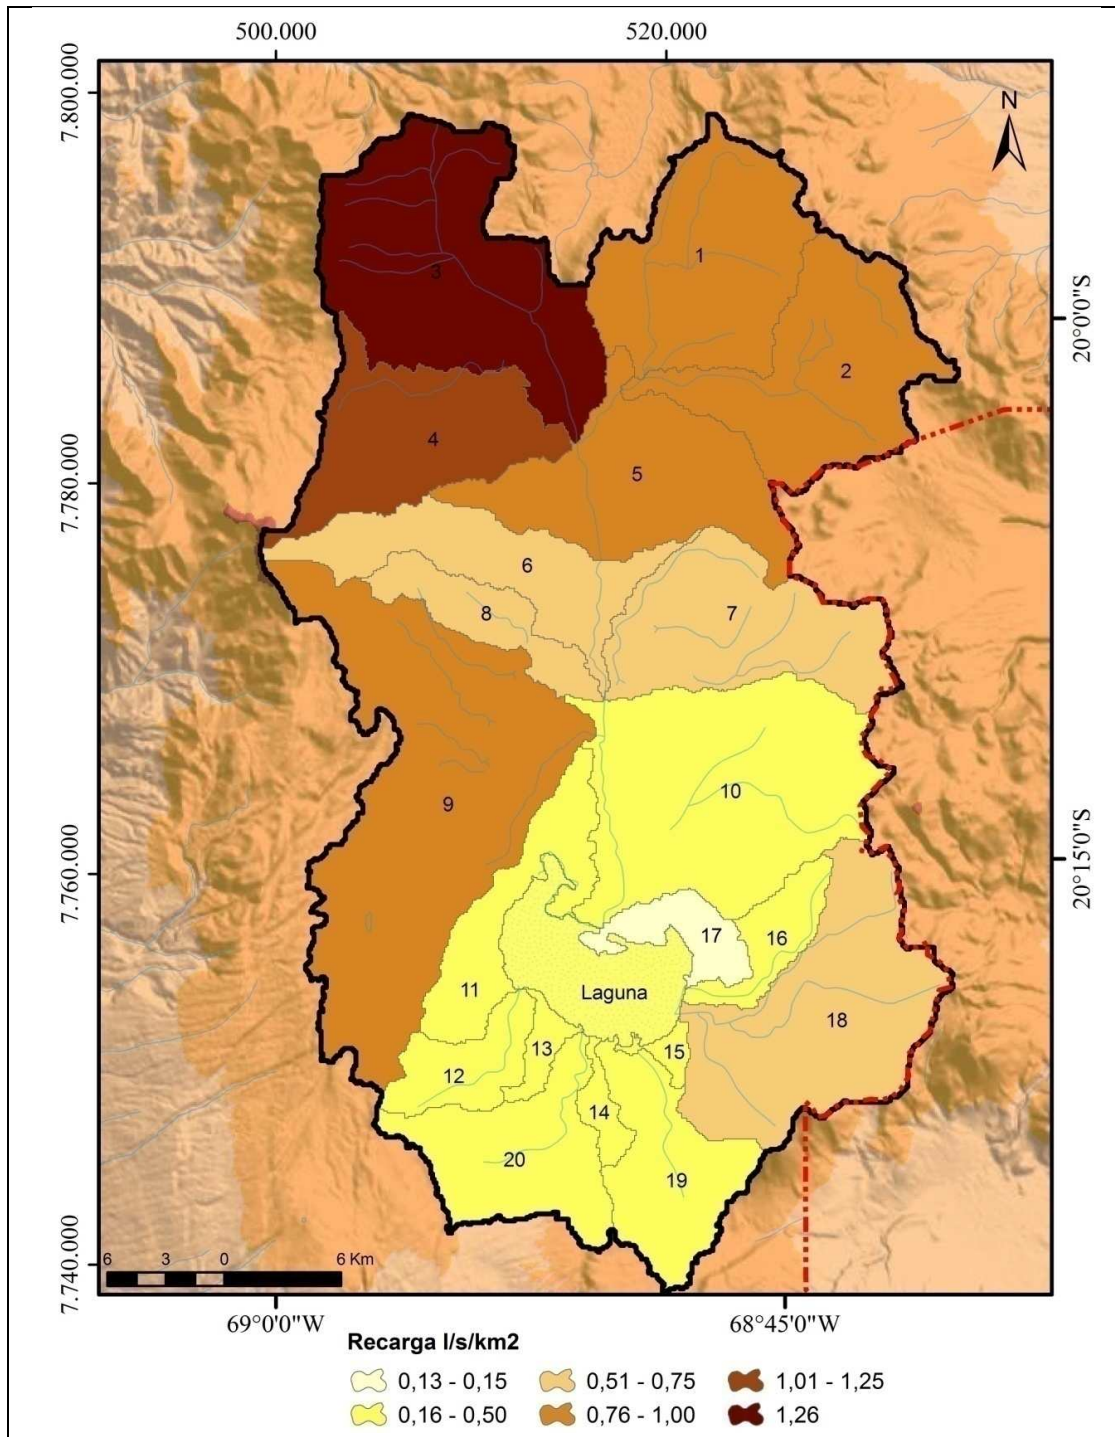 500.000
520.000
7.800.000
N
1
3
20°0'0"S
2
4
5
7.780.000
6
8
7
10
9
20°15'0"S
7.760.000
17
16
11
Laguna
18
13
15
12
14
20
19
7.740.000
6 3 0 6 Km
69°0'0"W
68°45'0"W
Recarga l/s/km2
0,13 - 0,15
0,51 - 0,75
1,01 - 1,25
0,16 - 0,50
0,76 - 1,00
1,26